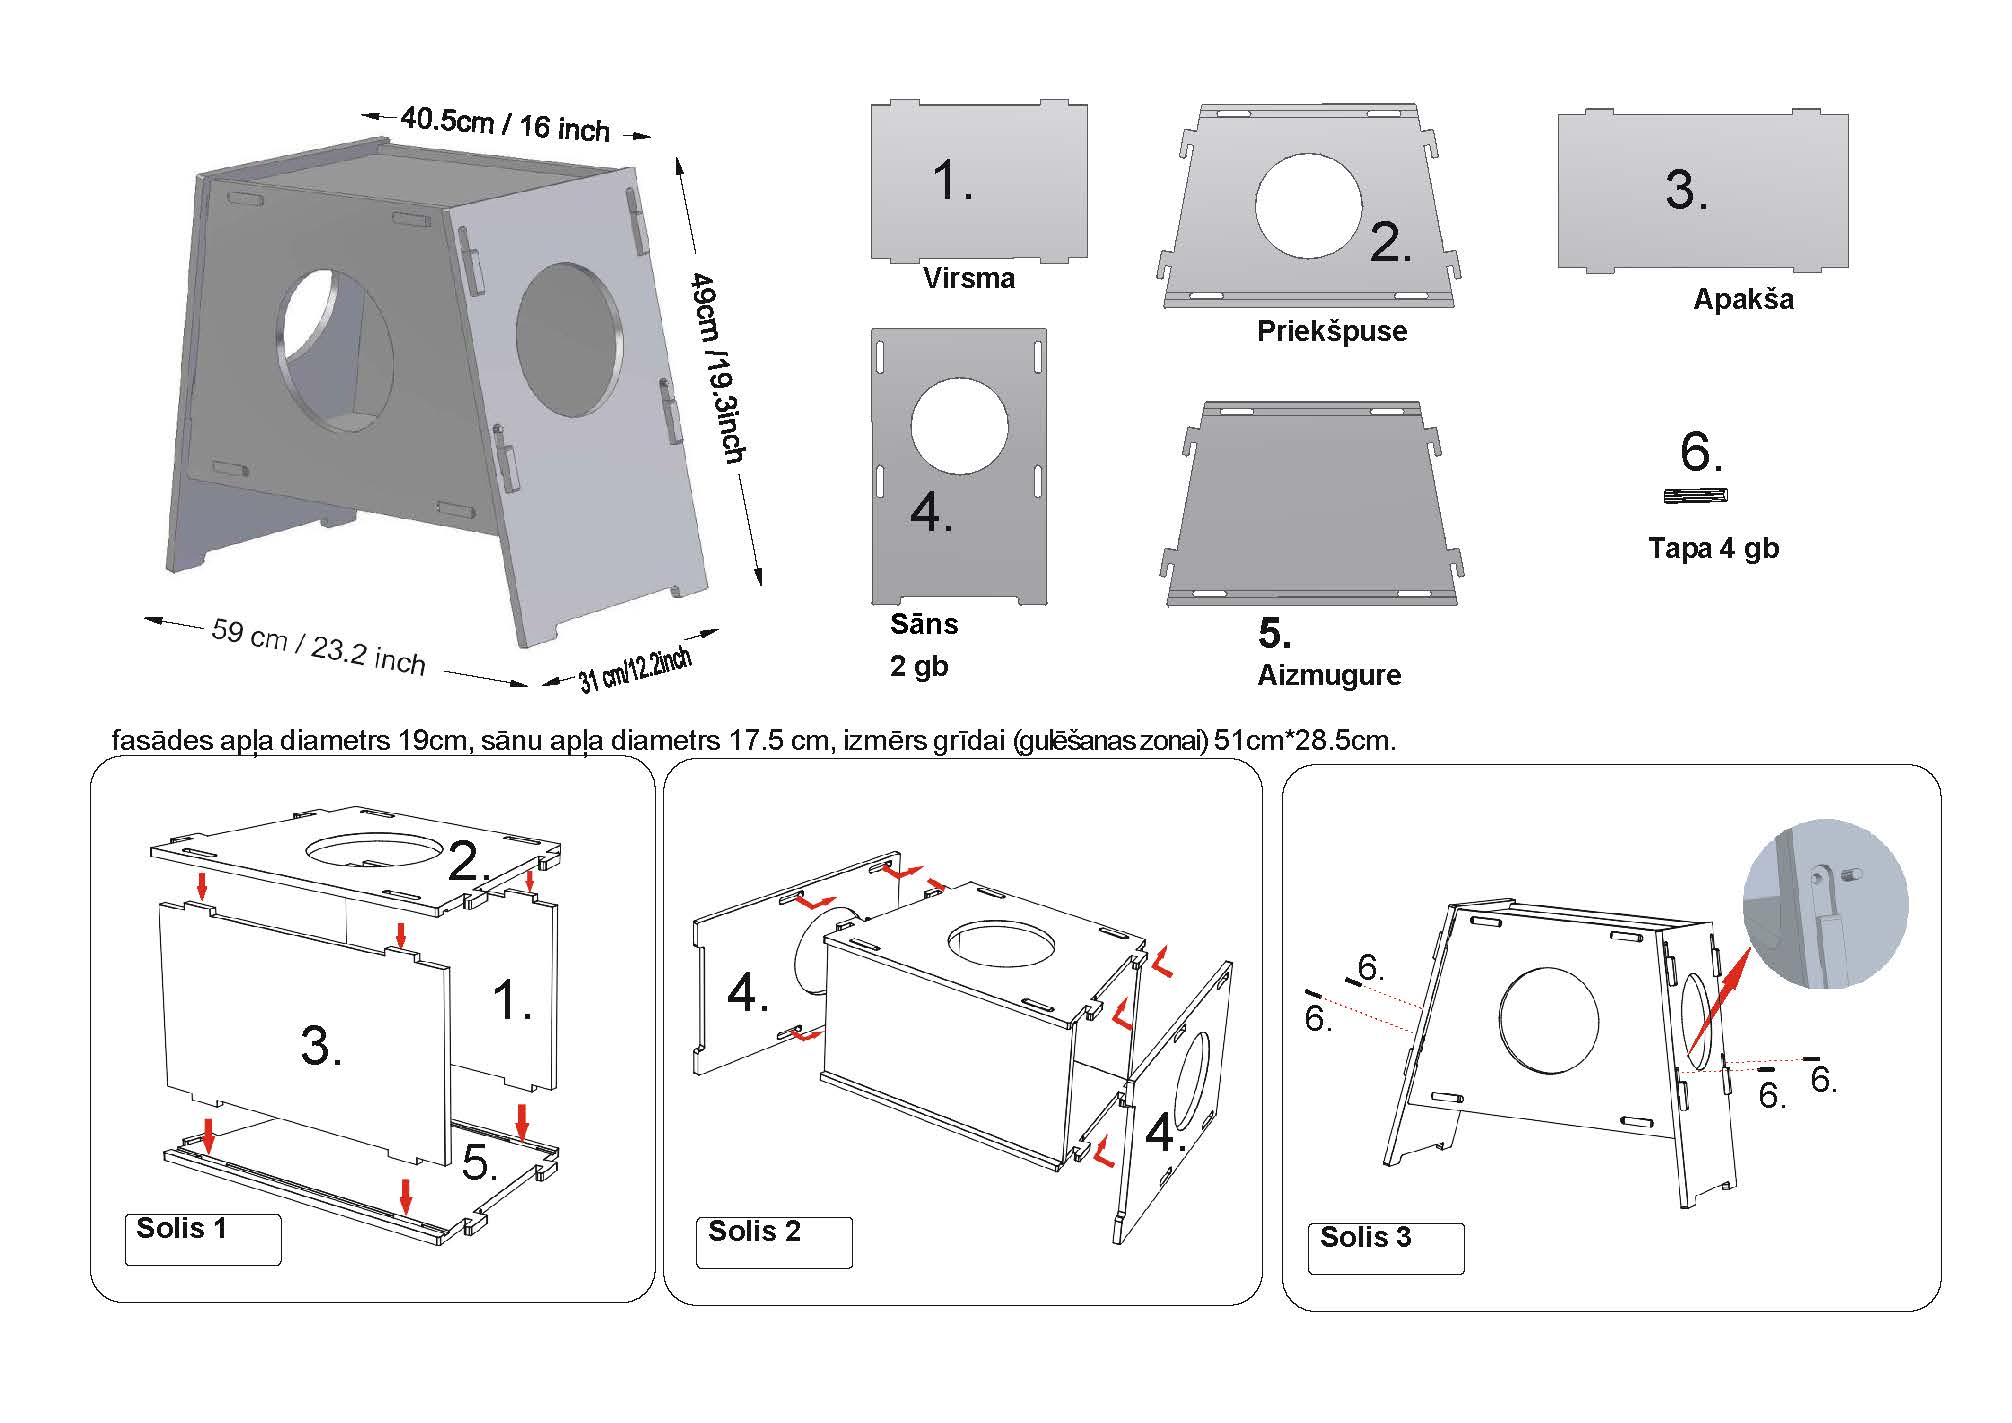 40.5cm / 16 inch
49cm /19.3inch
59 cm / 23.2 inch
31 cm/12.2inch
1.
Virsma
2.
Priekšpuse
3.
Apakša
4.
Sāns
2 gb
5.
Aizmugure
6.
Tapa 4 gb
fasādes apļa diametrs 19cm, sānu apļa diametrs 17.5 cm, izmērs grīdai (gulēšanas zonai) 51cm*28.5cm.
2.
1.
3.
5.
Solis 1
4.
4.
Solis 2
6.
6.
6.
6.
Solis 3